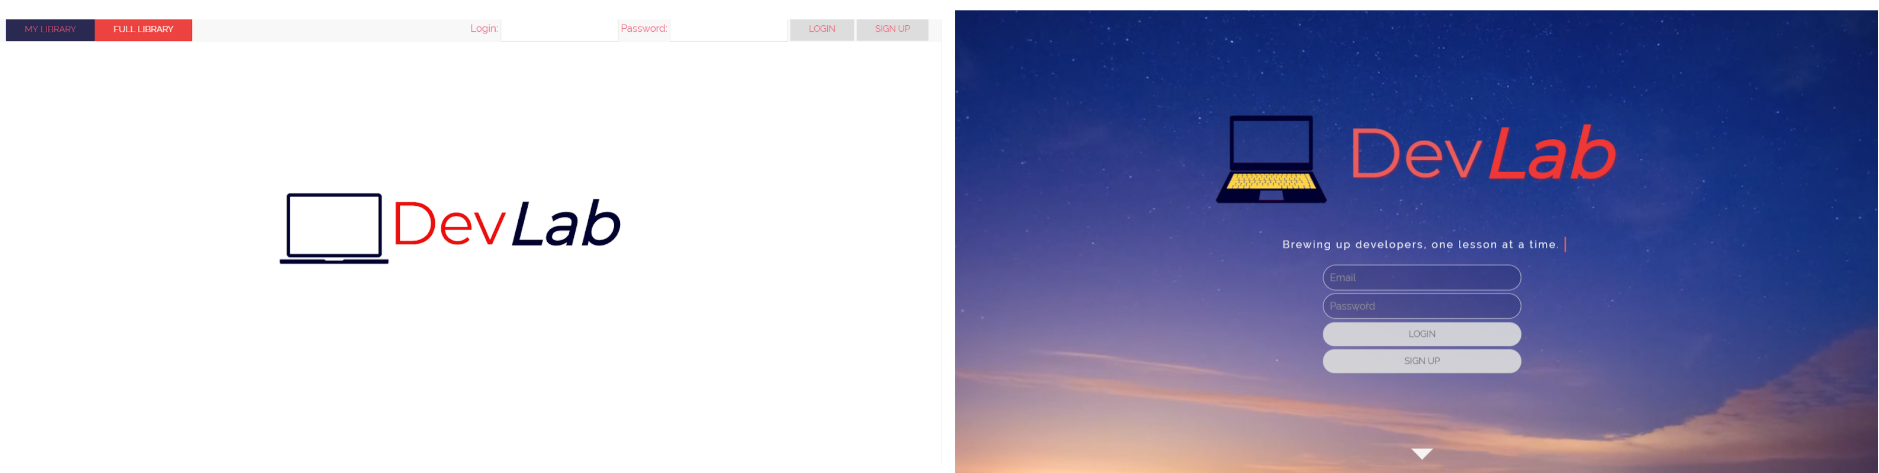 MY LIBRARY FULL LIBRARY Login: Password: LOGIN SIGN UP
DevLab
DevLab
Brewing up developers, one lesson at a time.
Email
Password
LOGIN
SIGN UP